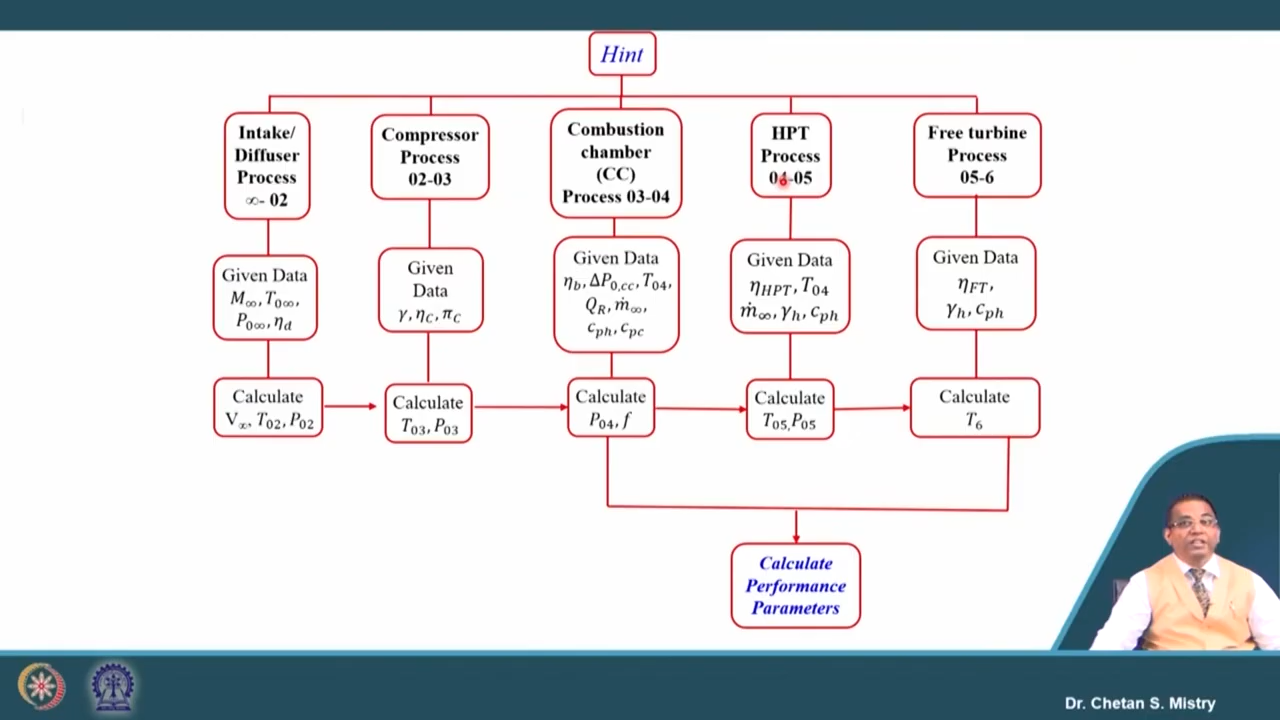 Hint
Intake/
Diffuser
Process
∞- 02
Compressor
Process
02-03
Combustion
chamber
(CC)
Process 03-04
HPT
Process
04-05
Free turbine
Process
05-6
Given Data
M∞, T0∞,
P0∞, ηd
Given
Data
γ, ηC, πC
Given Data
ηb, ΔP0,cc, T04,
QR, ṁ∞,
cph, cpc
Given Data
ηHPT, T04
ṁ∞, γh, cph
Given Data
ηFT,
γh, cph
Calculate
V∞, T02, P02
Calculate
T03, P03
Calculate
P04, f
Calculate
T05,P05
Calculate
T6
Calculate
Performance
Parameters
Dr. Chetan S. Mistry